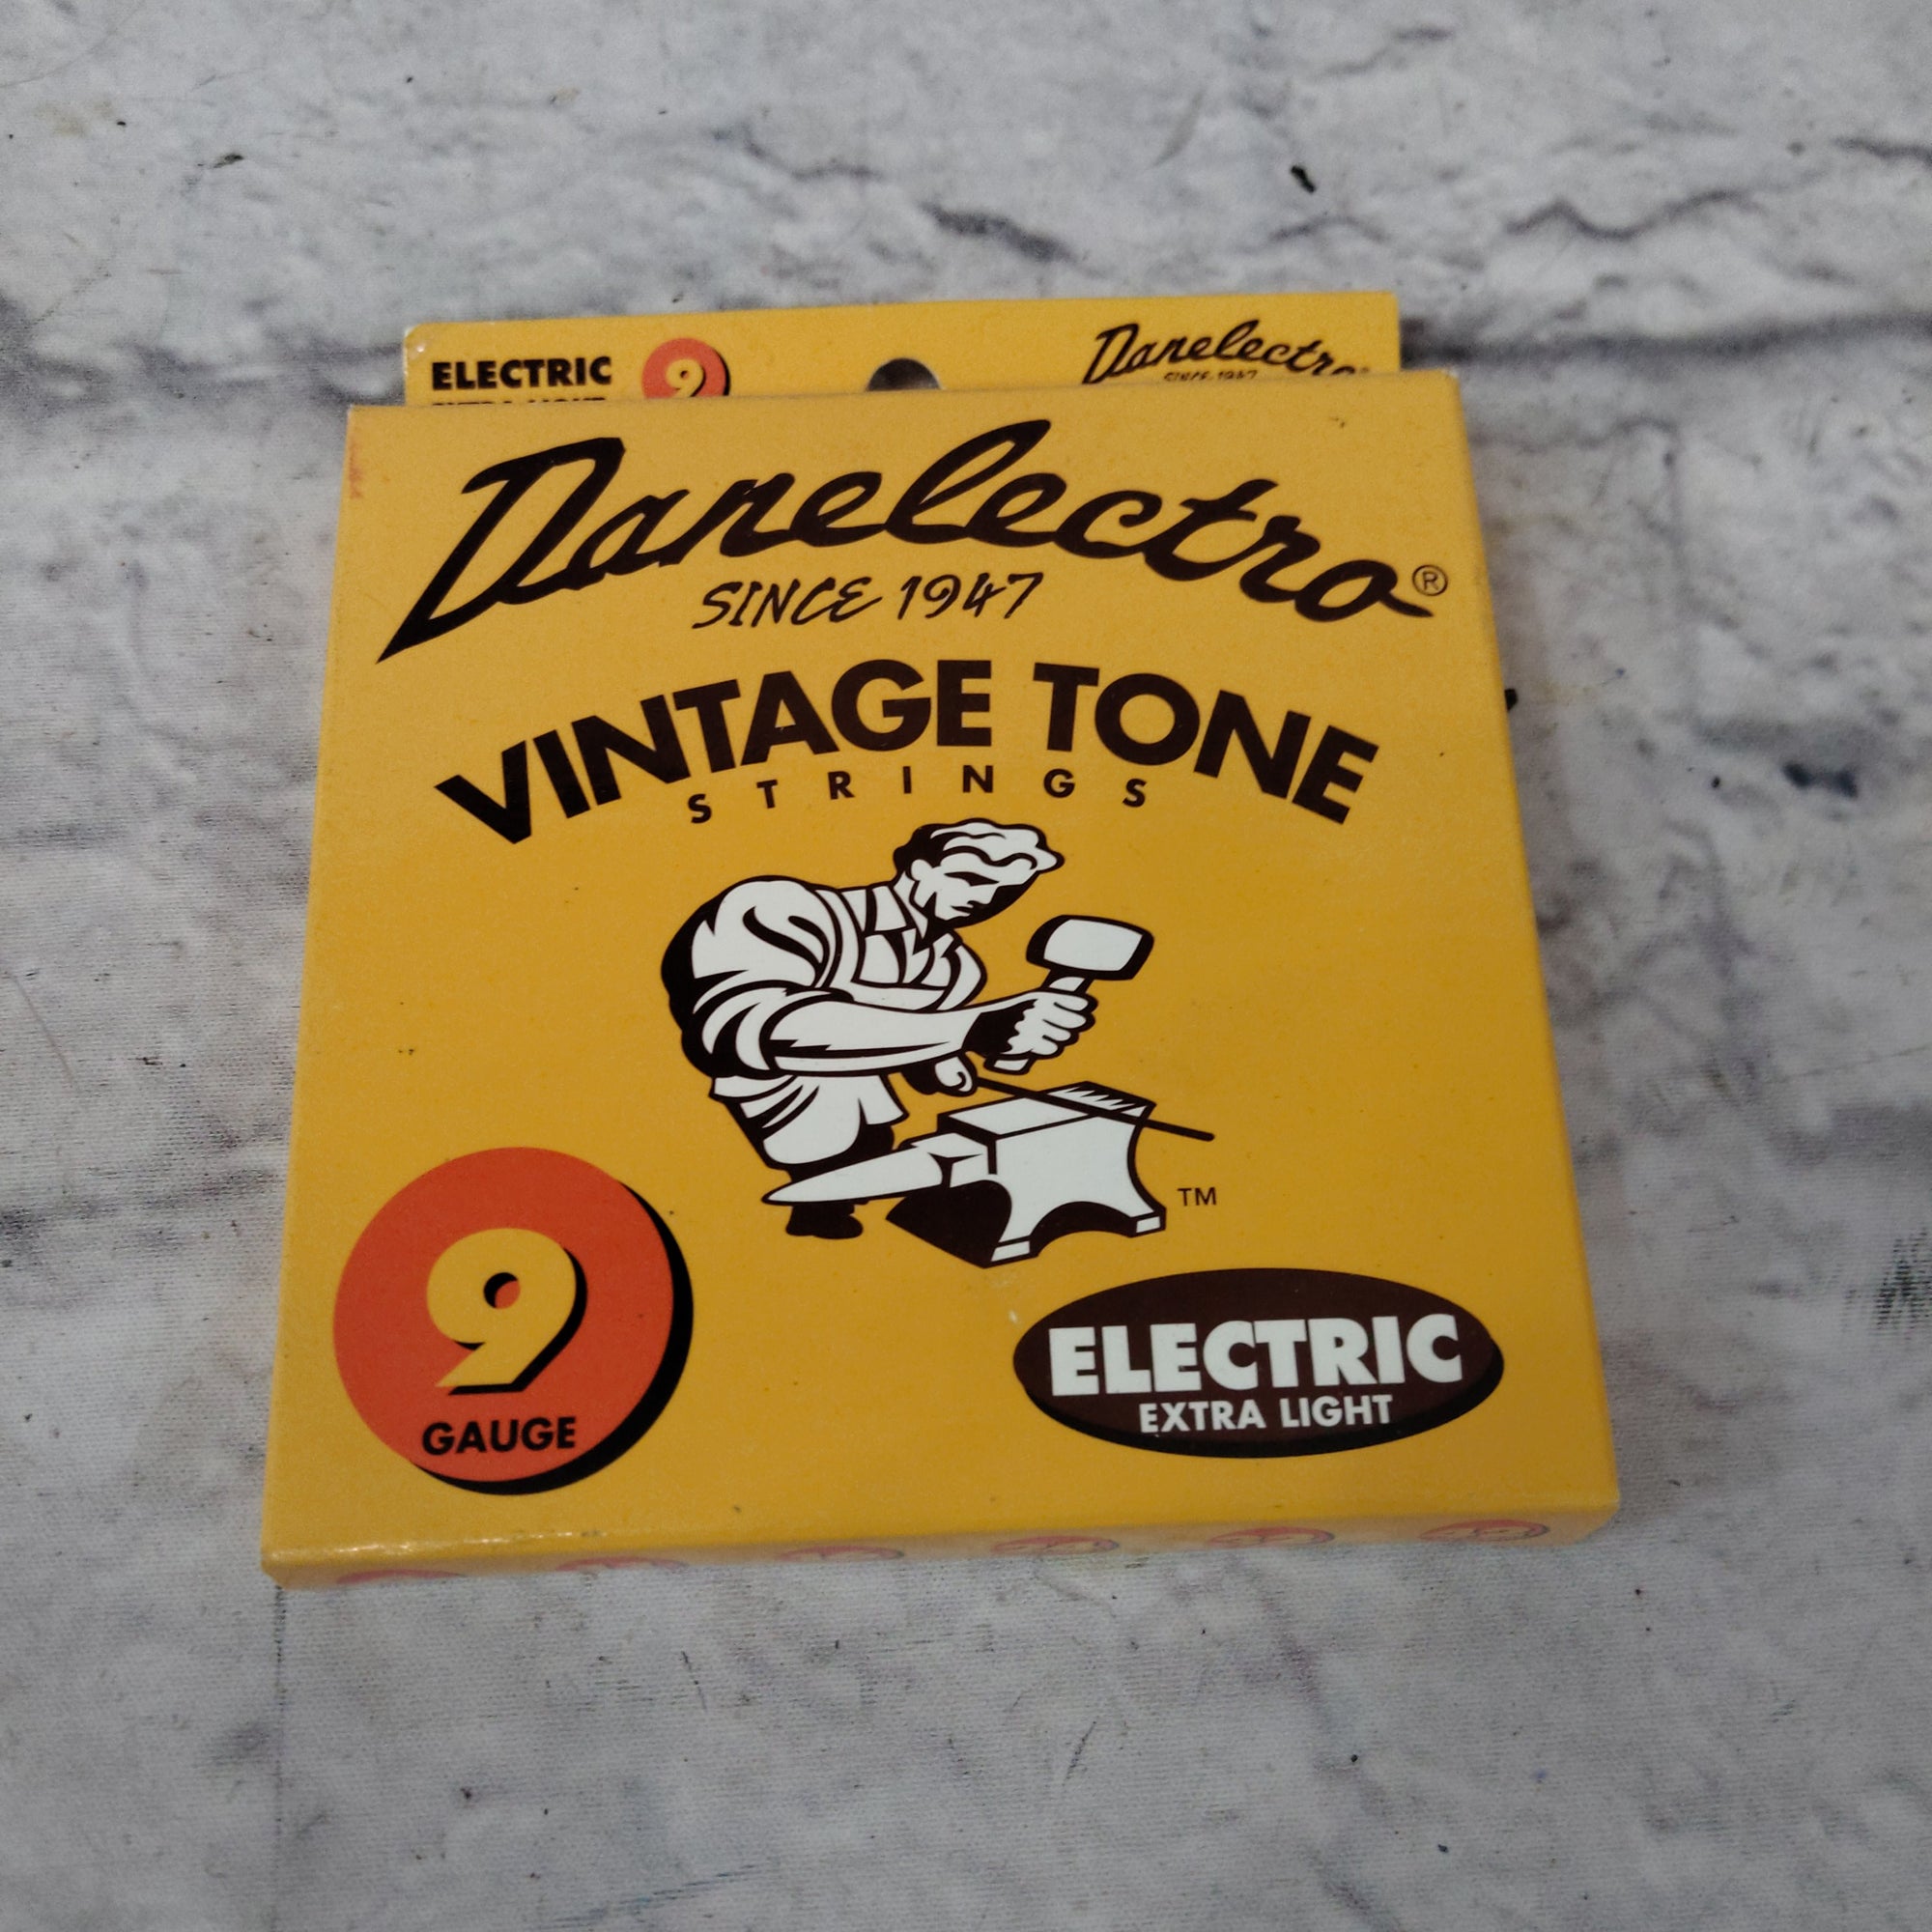 ELECTRIC 9 Danelectro
SINCE 1947
Danelectro®
SINCE 1947
VINTAGE TONE
STRINGS
TM
9
GAUGE
ELECTRIC
EXTRA LIGHT